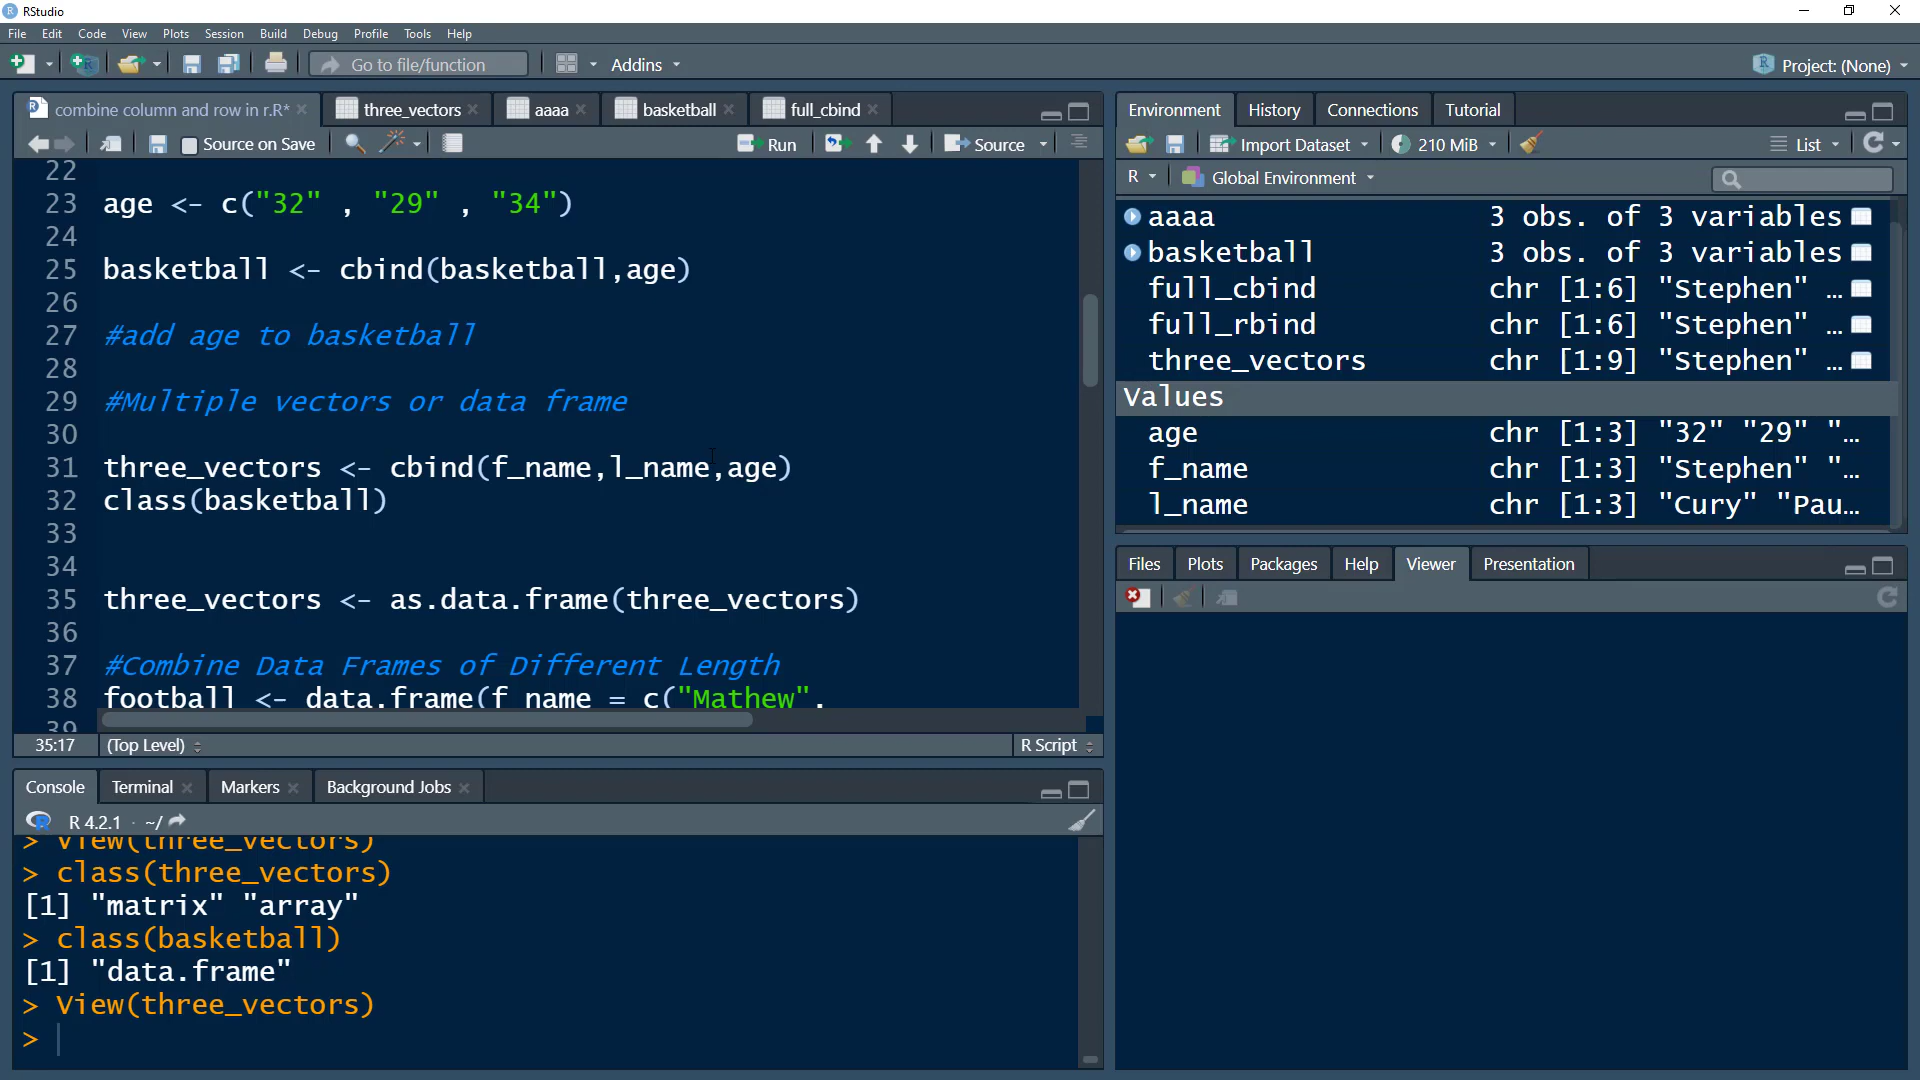 RStudio
File Edit Code View Plots Session Build Debug Profile Tools Help
Go to file/function Addins Project: (None)
combine column and row in r.R* three_vectors aaaa basketball full_cbind
Source on Save Run Source
22
23 age <- c("32" , "29" , "34")
24
25 basketball <- cbind(basketball,age)
26
27 #add age to basketball
28
29 #Multiple vectors or data frame
30
31 three_vectors <- cbind(f_name,l_name,age)
32 class(basketball)
33
34
35 three_vectors <- as.data.frame(three_vectors)
36
37 #Combine Data Frames of Different Length
38 football <- data.frame(f_name = c("Mathew",
39
35:17 (Top Level) R Script
Console Terminal Markers Background Jobs
R 4.2.1 · ~/
> View(three_vectors)
> class(three_vectors)
[1] "matrix" "array"
> class(basketball)
[1] "data.frame"
> View(three_vectors)
>
Environment History Connections Tutorial
Import Dataset 210 MiB List
R Global Environment
aaaa 3 obs. of 3 variables
basketball 3 obs. of 3 variables
full_cbind chr [1:6] "Stephen" …
full_rbind chr [1:6] "Stephen" …
three_vectors chr [1:9] "Stephen" …
Values
age chr [1:3] "32" "29" "…
f_name chr [1:3] "Stephen" "…
l_name chr [1:3] "Cury" "Pau…
Files Plots Packages Help Viewer Presentation